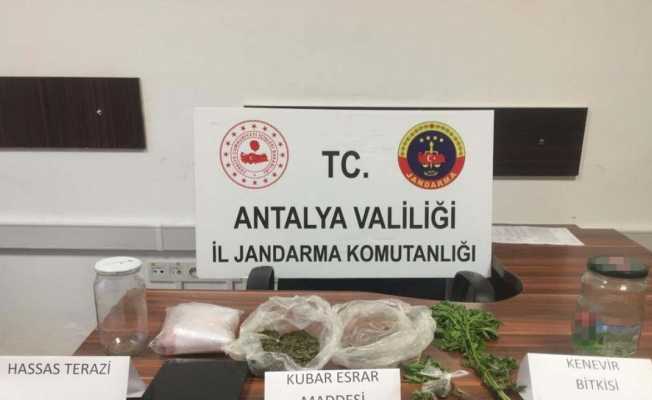 TC.
JANDARMA
ANTALYA VALİLİĞİ
İL JANDARMA KOMUTANLIĞI
HASSAS TERAZİ
KUBAR ESRAR
MADDESİ
KENEVİR
BİTKİSİ